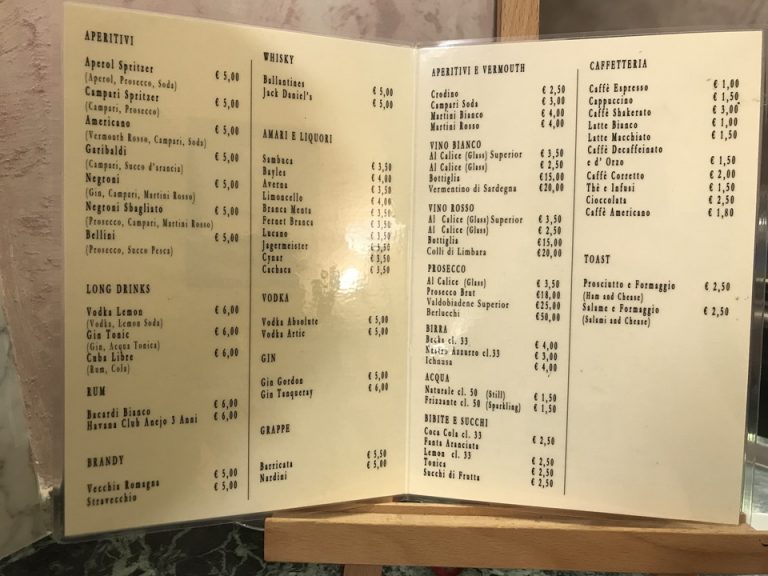 APERITIVI
Aperol Spritzer € 5,00
(Aperol, Prosecco, Soda)
Campari Spritzer € 5,00
(Campari, Prosecco)
Americano € 5,00
(Vermouth Rosso, Campari, Soda)
Garibaldi € 5,00
(Campari, Succo d'arancia)
Negroni € 5,00
(Gin, Campari, Martini Rosso)
Negroni Sbagliato € 5,00
(Prosecco, Campari, Martini Rosso)
Bellini € 5,00
(Prosecco, Succo Pesca)
LONG DRINKS
Vodka Lemon € 6,00
(Vodka, Lemon Soda)
Gin Tonic € 6,00
(Gin, Acqua Tonica)
Cuba Libre € 6,00
(Rum, Cola)
RUM
Bacardi Bianco € 6,00
Havana Club Anejo 3 Anni € 6,00
BRANDY
Vecchia Romagna € 5,00
Stravecchio € 5,00
WHISKY
Ballantines € 5,00
Jack Daniel's € 5,00
AMARI E LIQUORI
Sambuca € 3,50
Bayles € 4,00
Averna € 3,50
Limoncello € 4,00
Branca Menta € 3,50
Fernet Branca € 3,50
Lucano € 3,50
Jagermeister € 3,50
Cynar € 3,50
Cachaca € 3,50
VODKA
Vodka Absolute € 5,00
Vodka Artic € 5,00
GIN
Gin Gordon € 5,00
Gin Tanqueray € 6,00
GRAPPE
Barricata € 5,50
Nardini € 5,00
APERITIVI E VERMOUTH
Crodino € 2,50
Campari Soda € 3,00
Martini Bianco € 4,00
Martini Rosso € 4,00
VINO BIANCO
Al Calice (Glass) Superior € 3,50
Al Calice (Glass) € 2,50
Bottiglia €15,00
Vermentino di Sardegna €20,00
VINO ROSSO
Al Calice (Glass) Superior € 3,50
Al Calice (Glass) € 2,50
Bottiglia €15,00
Colli di Limbara €20,00
PROSECCO
Al Calice (Glass) € 3,50
Prosecco Brut €18,00
Valdobiadene Superior €25,00
Berlucchi €50,00
BIRRA
Becks cl. 33 € 4,00
Nastro Azzurro cl.33 € 3,00
Ichnusa € 4,00
ACQUA
Naturale cl. 50 (Still) € 1,50
Frizzante cl. 50 (Sparkling) € 1,50
BIBITE E SUCCHI
Coca Cola cl. 33 € 2,50
Fanta Aranciata € 2,50
Lemon cl. 33 € 2,50
Tonica € 2,50
Succhi di Frutta € 2,50
CAFFETTERIA
Caffè Espresso € 1,00
Cappuccino € 1,50
Caffè Shakerato € 3,00
Latte Bianco € 1,00
Latte Macchiato € 1,50
Caffè Decaffeinato
e d' Orzo € 1,50
Caffè Corretto € 2,00
Thè e Infusi € 1,50
Cioccolata € 2,50
Caffè Americano € 1,80
TOAST
Prosciutto e Formaggio € 2,50
(Ham and Chease)
Salame e Formaggio € 2,50
(Salami and Chease)